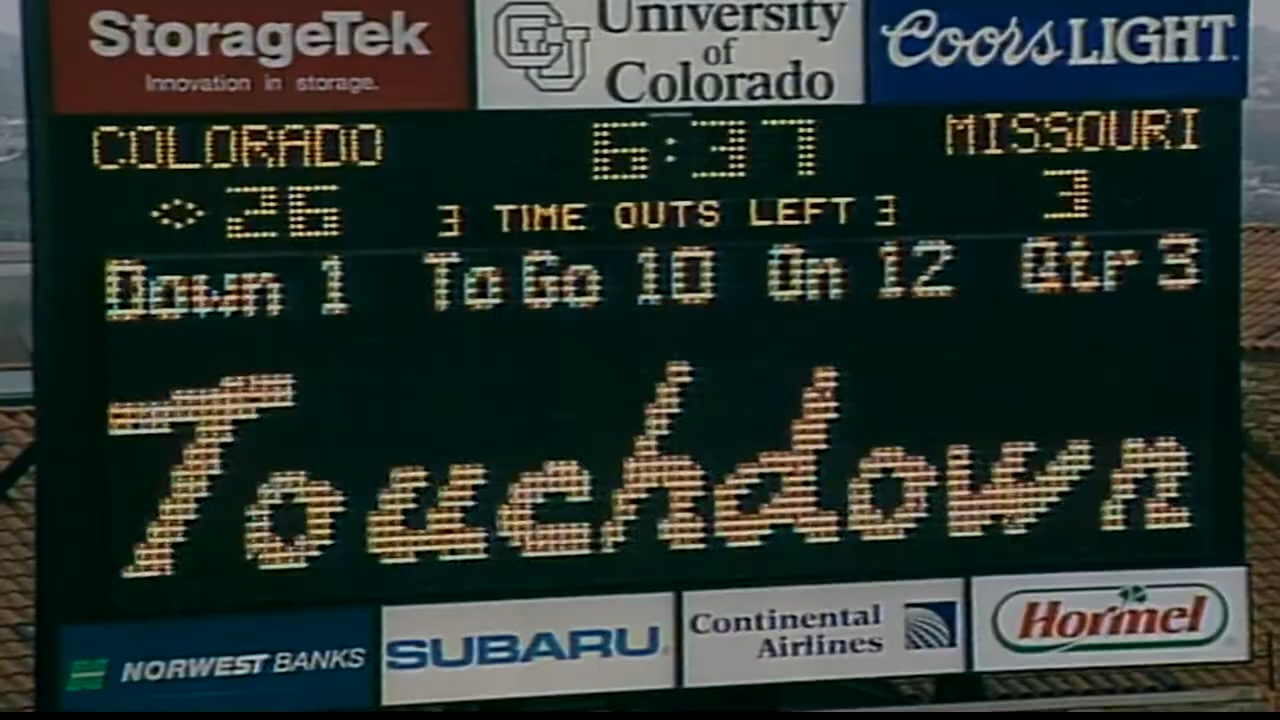 StorageTek
Innovation in storage.
CU
University
of
Colorado
Coors LIGHT
COLORADO 6:37 MISSOURI
26 3 TIME OUTS LEFT 3 3
Down 1 To Go 10 On 12 Qtr 3
Touchdown
NORWEST BANKS
SUBARU
Continental
Airlines
Hormel